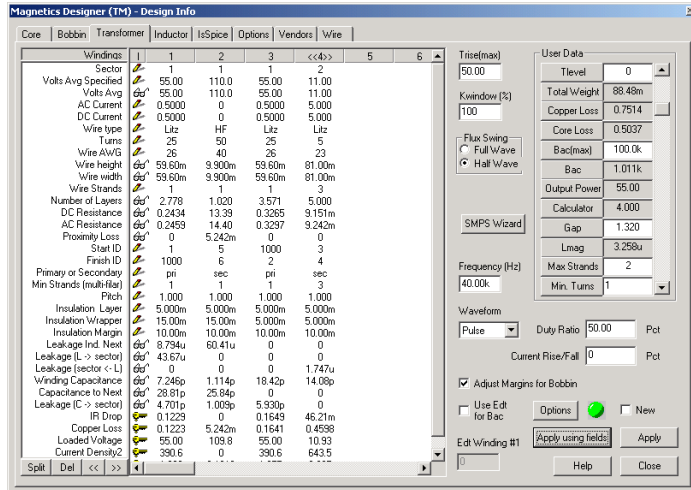 Magnetics Designer (TM) - Design Info
Core Bobbin Transformer Inductor IsSpice Options Vendors Wire
Windings ! 1 2 3 <<4>> 5 6
Sector 1 1 1 2
Volts Avg Specified 55.00 110.0 55.00 11.00
Volts Avg 55.00 110.0 55.00 11.00
AC Current 0.5000 0 0.5000 5.000
DC Current 0.5000 0 0.5000 5.000
Wire type Litz HF Litz Litz
Turns 25 50 25 5
Wire AWG 26 40 26 23
Wire height 59.60m 9.900m 59.60m 81.00m
Wire width 59.60m 9.900m 59.60m 81.00m
Wire Strands 1 1 1 3
Number of Layers 2.778 1.020 3.571 5.000
DC Resistance 0.2434 13.39 0.3265 9.151m
AC Resistance 0.2459 14.40 0.3297 9.242m
Proximity Loss 0 5.242m 0 0
Start ID 1 5 1000 3
Finish ID 1000 6 2 4
Primary or Secondary pri sec pri sec
Min Strands (multi-filar) 1 1 1 3
Pitch 1.000 1.000 1.000 1.000
Insulation Layer 5.000m 5.000m 5.000m 5.000m
Insulation Wrapper 15.00m 15.00m 5.000m 5.000m
Insulation Margin 10.00m 10.00m 10.00m 10.00m
Leakage Ind. Next 8.794u 60.41u 0 0
Leakage (L -> sector) 43.67u 0 0 0
Leakage (sector <- L) 0 0 0 1.747u
Winding Capacitance 7.246p 1.114p 18.42p 14.08p
Capacitance to Next 28.81p 25.84p 0 0
Leakage (C -> sector) 4.701p 1.009p 5.930p 0
IR Drop 0.1229 0 0.1649 46.21m
Copper Loss 0.1223 5.242m 0.1641 0.4598
Loaded Voltage 55.00 109.8 55.00 10.93
Current Density2 390.6 0 390.6 643.5
Split Del << >>
Trise(max)
50.00
Kwindow (%)
100
Flux Swing
Full Wave
Half Wave
SMPS Wizard
Frequency (Hz)
40.00k
User Data
Tlevel 0
Total Weight 88.48m
Copper Loss 0.7514
Core Loss 0.5037
Bac(max) 100.0k
Bac 1.011k
Output Power 55.00
Calculator 4.000
Gap 1.320
Lmag 3.258u
Max Strands 2
Min. Turns 1
Waveform
Pulse Duty Ratio 50.00 Pct
Current Rise/Fall 0 Pct
Adjust Margins for Bobbin
Use Edt for Bac Options New
Edt Winding #1 Apply using fields Apply
0 Help Close